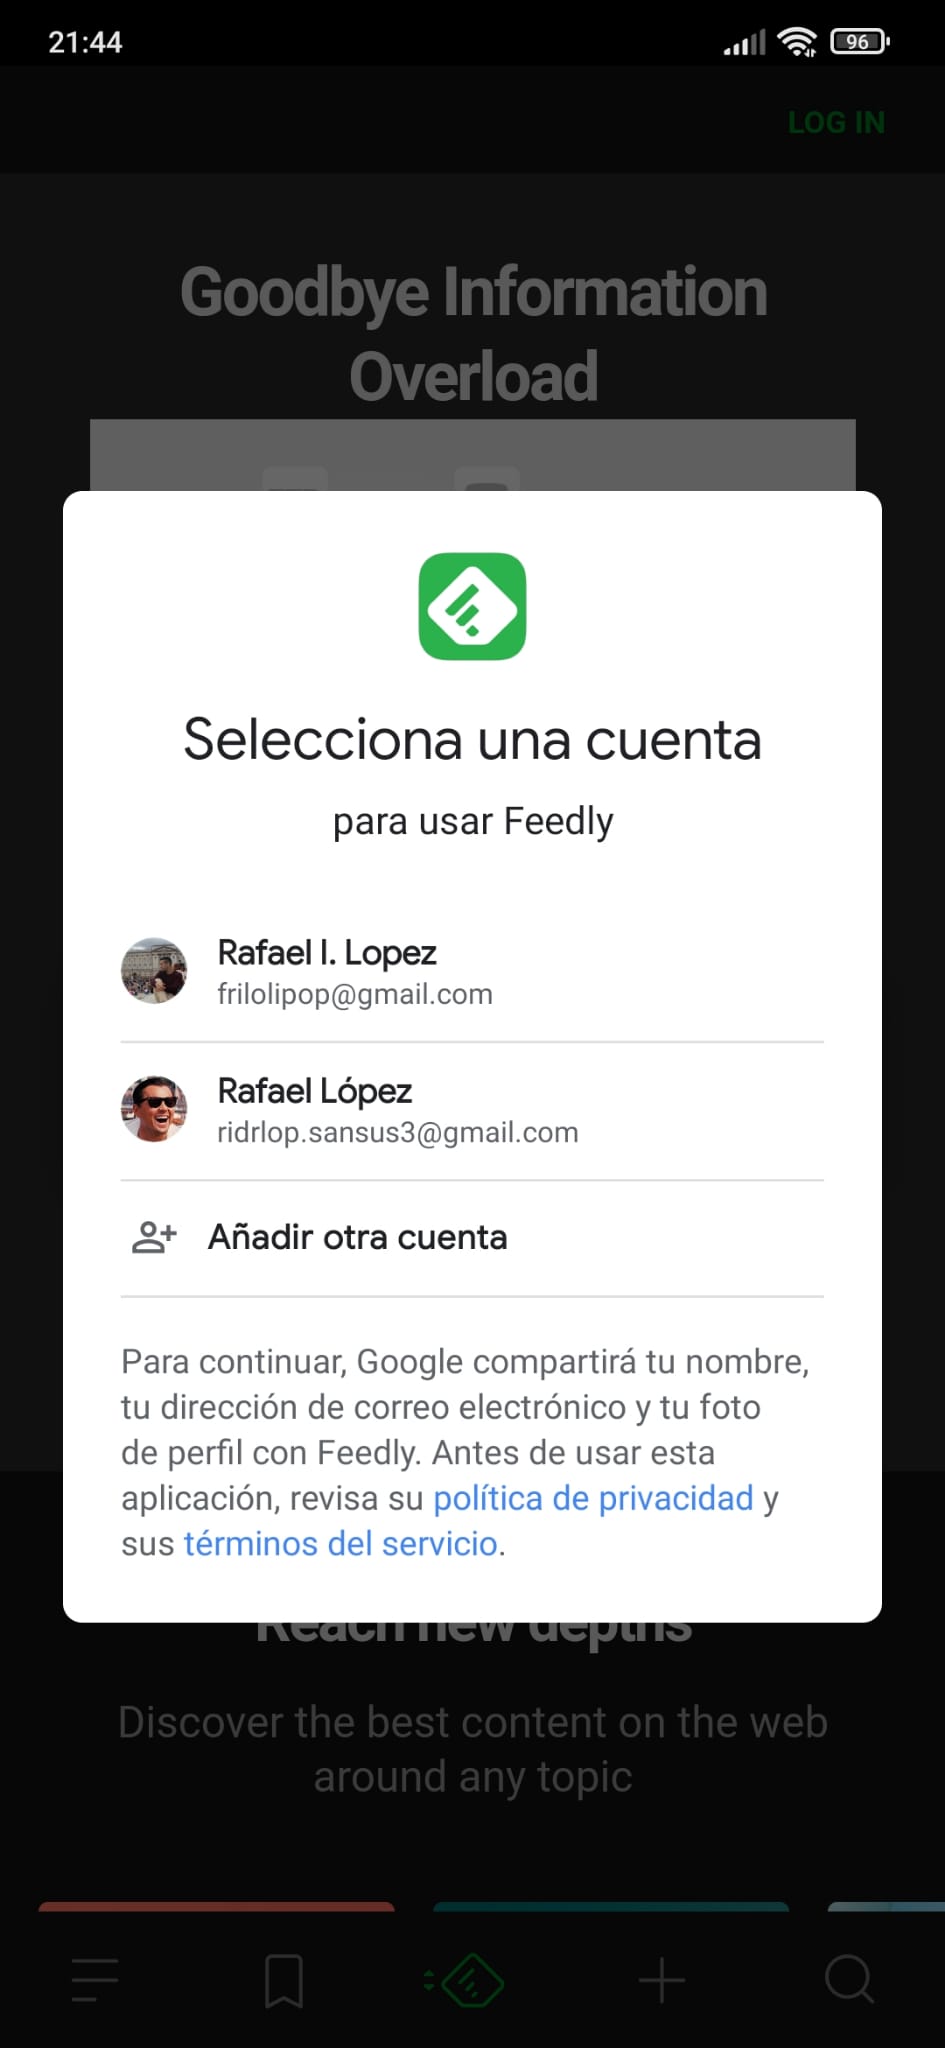 21:44
96
LOG IN
Goodbye Information
Overload
Selecciona una cuenta
para usar Feedly
Rafael I. Lopez
frilolipop@gmail.com
Rafael López
ridrlop.sansus3@gmail.com
Añadir otra cuenta
Para continuar, Google compartirá tu nombre,
tu dirección de correo electrónico y tu foto
de perfil con Feedly. Antes de usar esta
aplicación, revisa su política de privacidad y
sus términos del servicio.
Reach new depths
Discover the best content on the web
around any topic